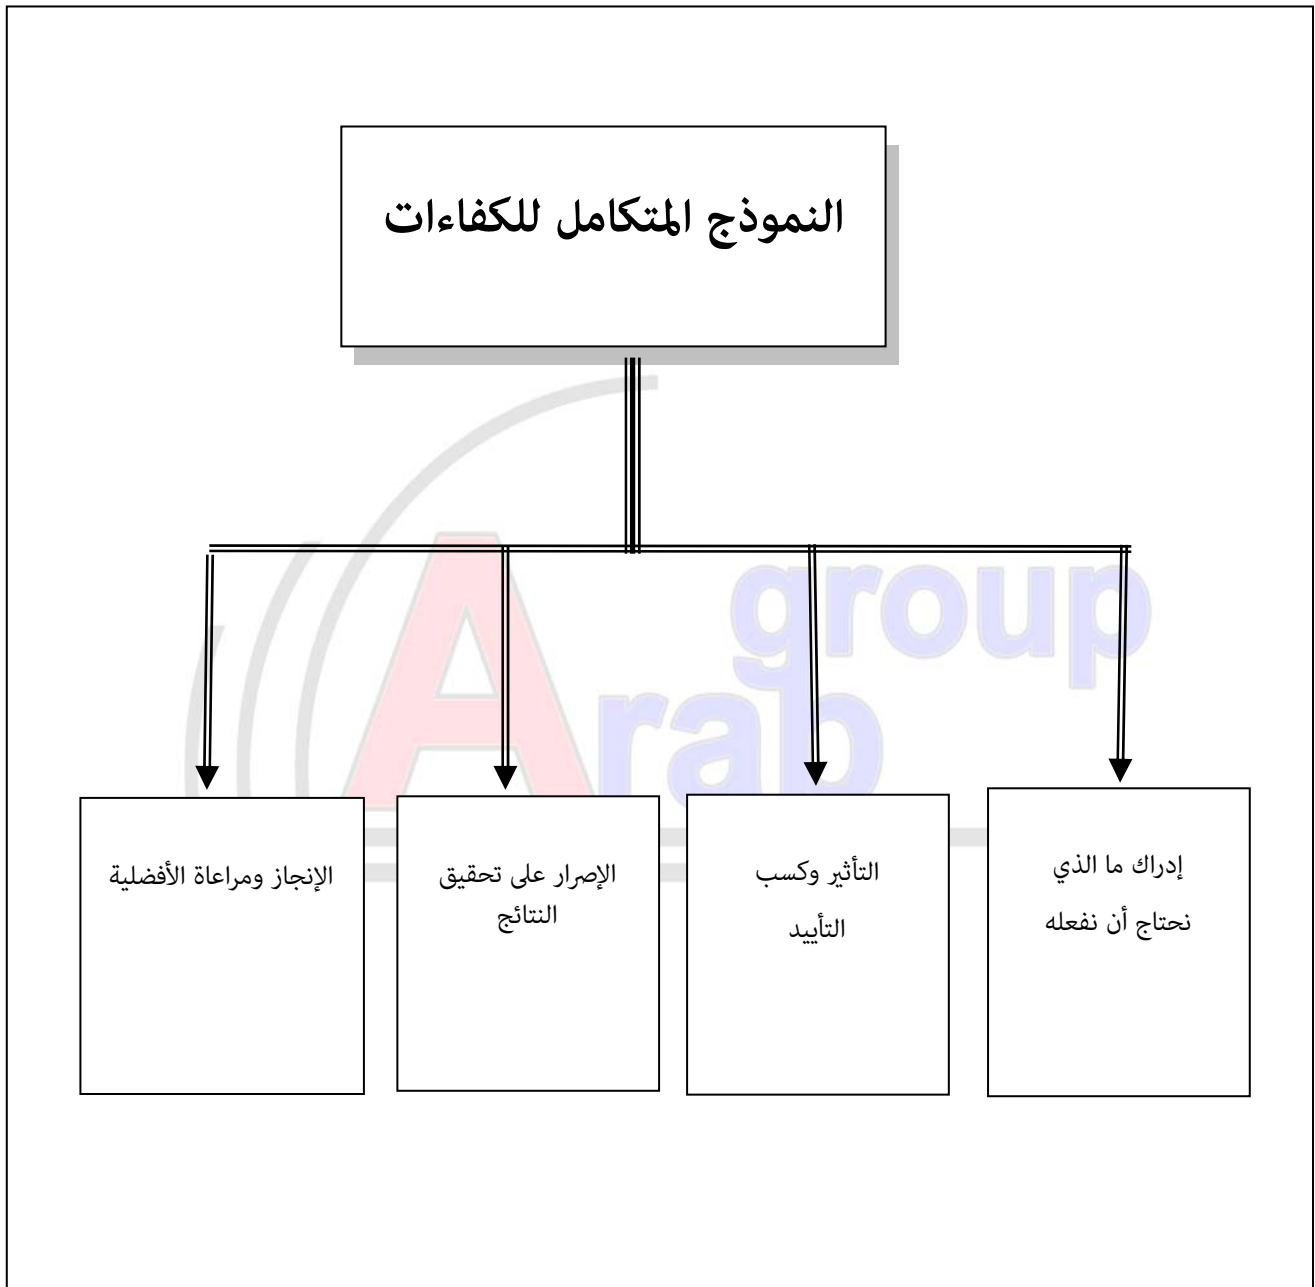 النموذج المتكامل للكفاءات
group
Arab
إدراك ما الذي
نحتاج أن نفعله
التأثير وكسب
التأييد
الإصرار على تحقيق
النتائج
الإنجاز ومراعاة الأفضلية